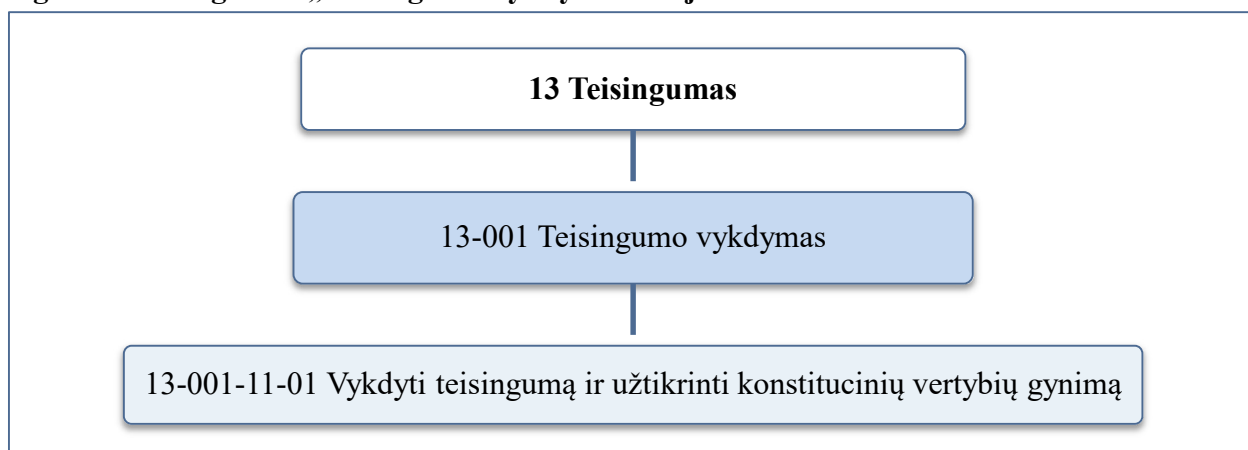 13 Teisingumas
13-001 Teisingumo vykdymas
13-001-11-01 Vykdyti teisingumą ir užtikrinti konstitucinių vertybių gynimą